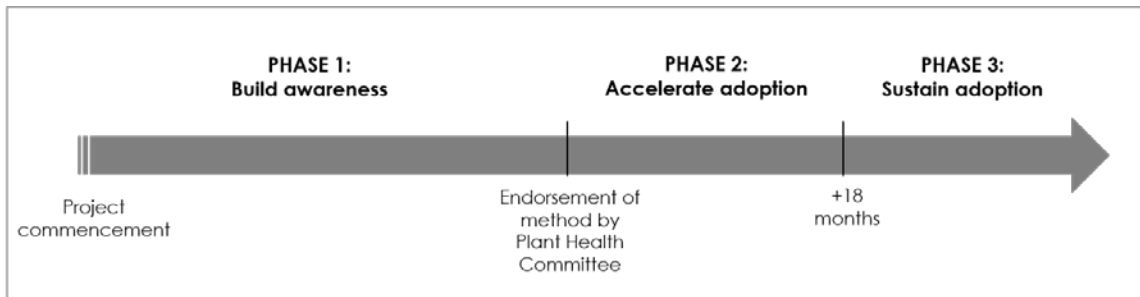 PHASE 1:
Build awareness
PHASE 2:
Accelerate adoption
PHASE 3:
Sustain adoption
Project
commencement
Endorsement of
method by
Plant Health
Committee
+18
months